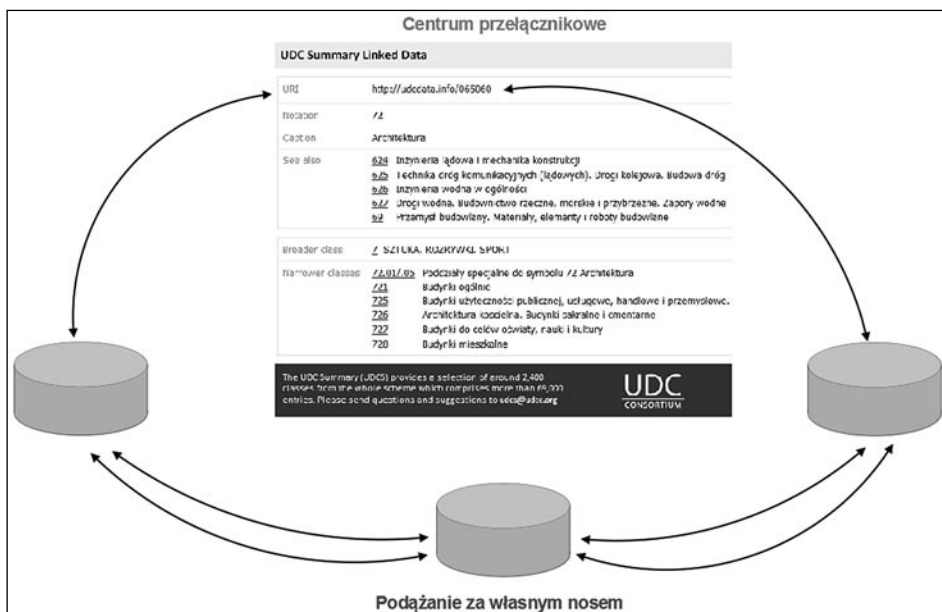 Centrum przełącznikowe
UDC Summary Linked Data
URI http://udcdata.info/065060
Notation 72
Caption Architektura
See also 624 Inżynieria lądowa i mechanika konstrukcji
625 Technika dróg komunikacyjnych (lądowych). Drogi kolejowe. Budowa dróg
626 Inżynieria wodna w ogólności
627 Drogi wodne. Budownictwo rzeczne, morskie i przybrzeżne. Zapory wodne
69 Przemysł budowlany. Materiały, elementy i roboty budowlane
Broader class 7 SZTUKA. ROZRYWKI. SPORT
Narrower classes 72.01/.05 Poddziały specjalne do symbolu 72 Architektura
721 Budynki ogólnie
725 Budynki użyteczności publicznej, usługowe, handlowe i przemysłowe.
726 Architektura kościelna. Budynki sakralne i cmentarne
727 Budynki do celów oświaty, nauki i kultury
728 Budynki mieszkalne
The UDC Summary (UDCS) provides a selection of around 2,400
classes from the whole scheme which comprises more than 69,000
entries. Please send questions and suggestions to udcs@udcc.org
UDC
CONSORTIUM
Podążanie za własnym nosem